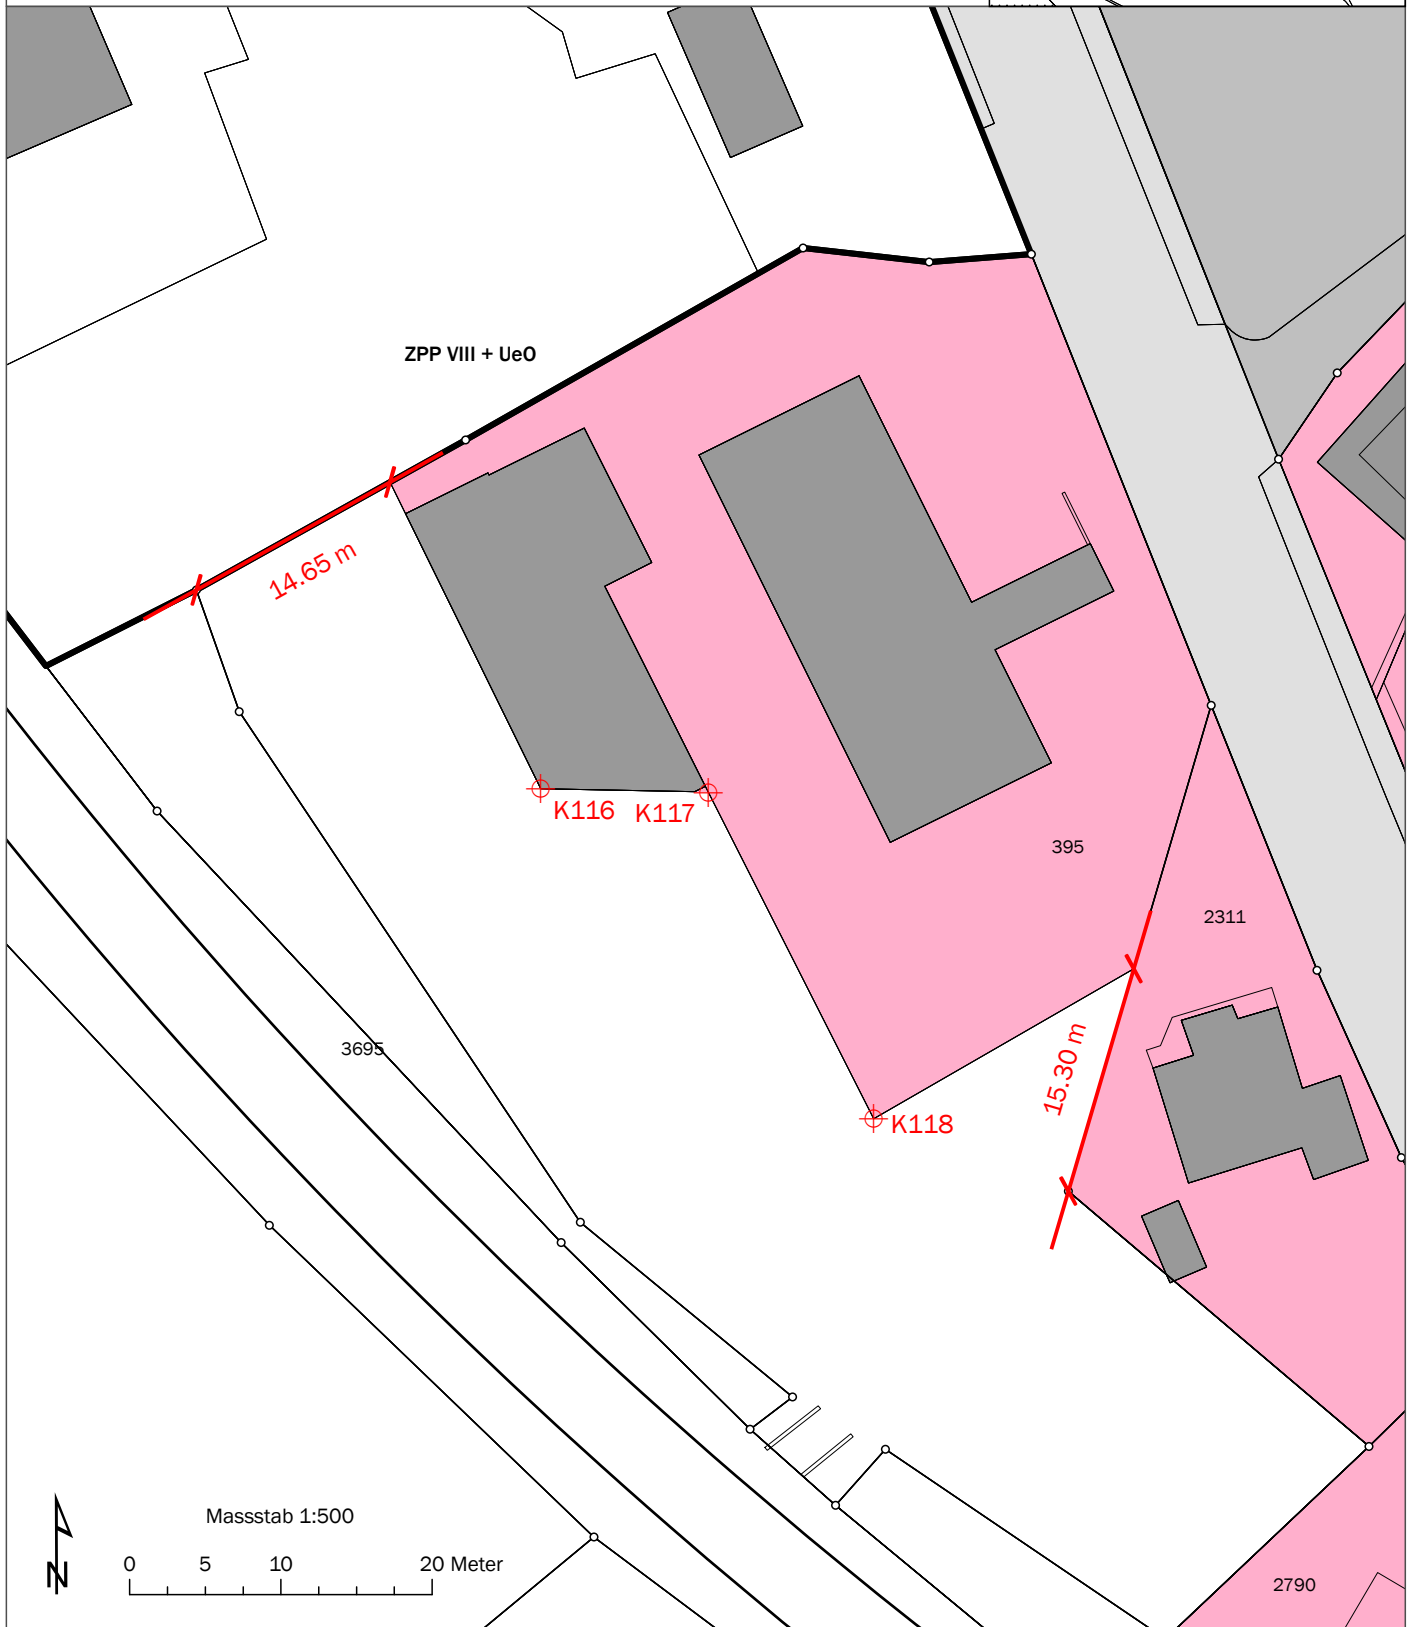 ZPP VIII + UeO
14.65 m
K116
K117
395
2311
3695
15.30 m
K118
Massstab 1:500
0 5 10 20 Meter
N
2790